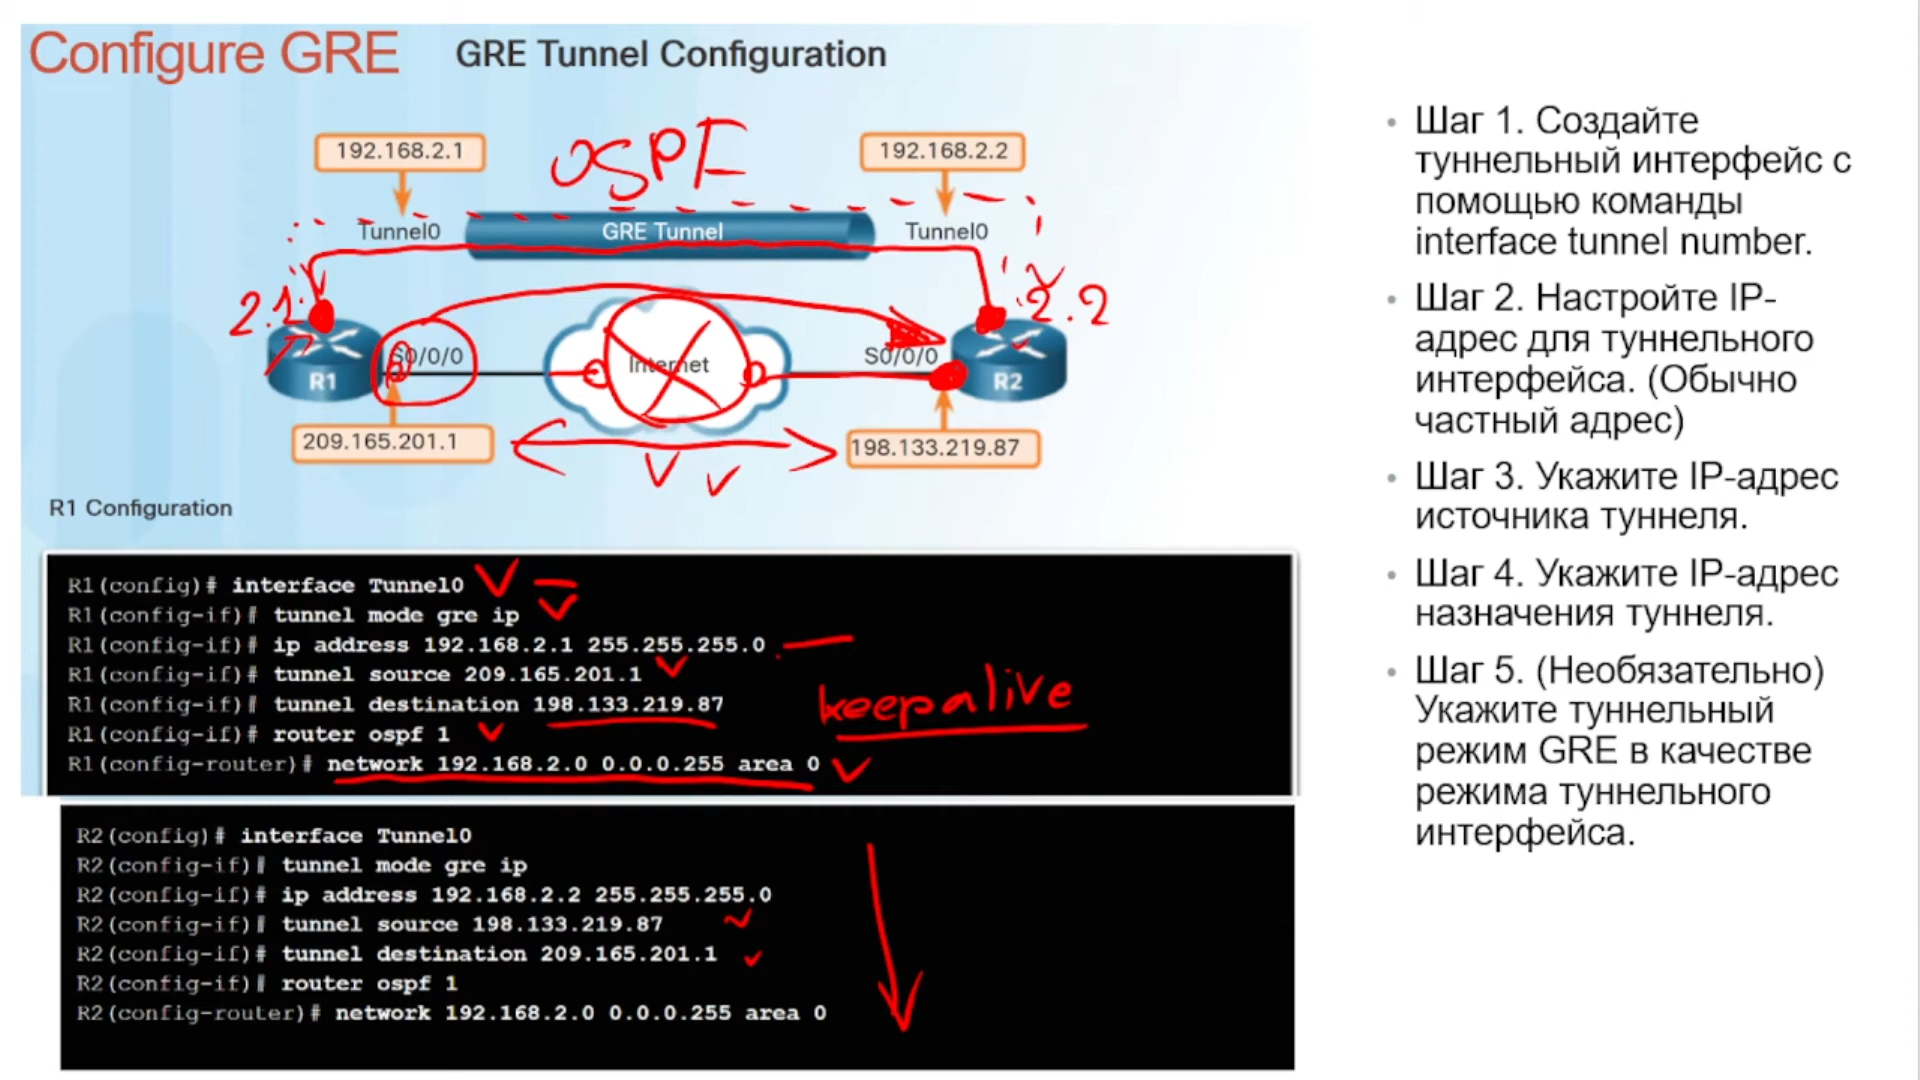 Configure GRE
GRE Tunnel Configuration
192.168.2.1
OSPF
192.168.2.2
Tunnel0
GRE Tunnel
Tunnel0
2.1
2.2
S0/0/0
Internet
S0/0/0
R1
R2
209.165.201.1
198.133.219.87
R1 Configuration
R1(config)# interface Tunnel0
R1(config-if)# tunnel mode gre ip
R1(config-if)# ip address 192.168.2.1 255.255.255.0
R1(config-if)# tunnel source 209.165.201.1
R1(config-if)# tunnel destination 198.133.219.87
R1(config-if)# router ospf 1
R1(config-router)# network 192.168.2.0 0.0.0.255 area 0
keepalive
R2(config)# interface Tunnel0
R2(config-if)# tunnel mode gre ip
R2(config-if)# ip address 192.168.2.2 255.255.255.0
R2(config-if)# tunnel source 198.133.219.87
R2(config-if)# tunnel destination 209.165.201.1
R2(config-if)# router ospf 1
R2(config-router)# network 192.168.2.0 0.0.0.255 area 0
• Шаг 1. Создайте
туннельный интерфейс с
помощью команды
interface tunnel number.
• Шаг 2. Настройте IP-
адрес для туннельного
интерфейса. (Обычно
частный адрес)
• Шаг 3. Укажите IP-адрес
источника туннеля.
• Шаг 4. Укажите IP-адрес
назначения туннеля.
• Шаг 5. (Необязательно)
Укажите туннельный
режим GRE в качестве
режима туннельного
интерфейса.